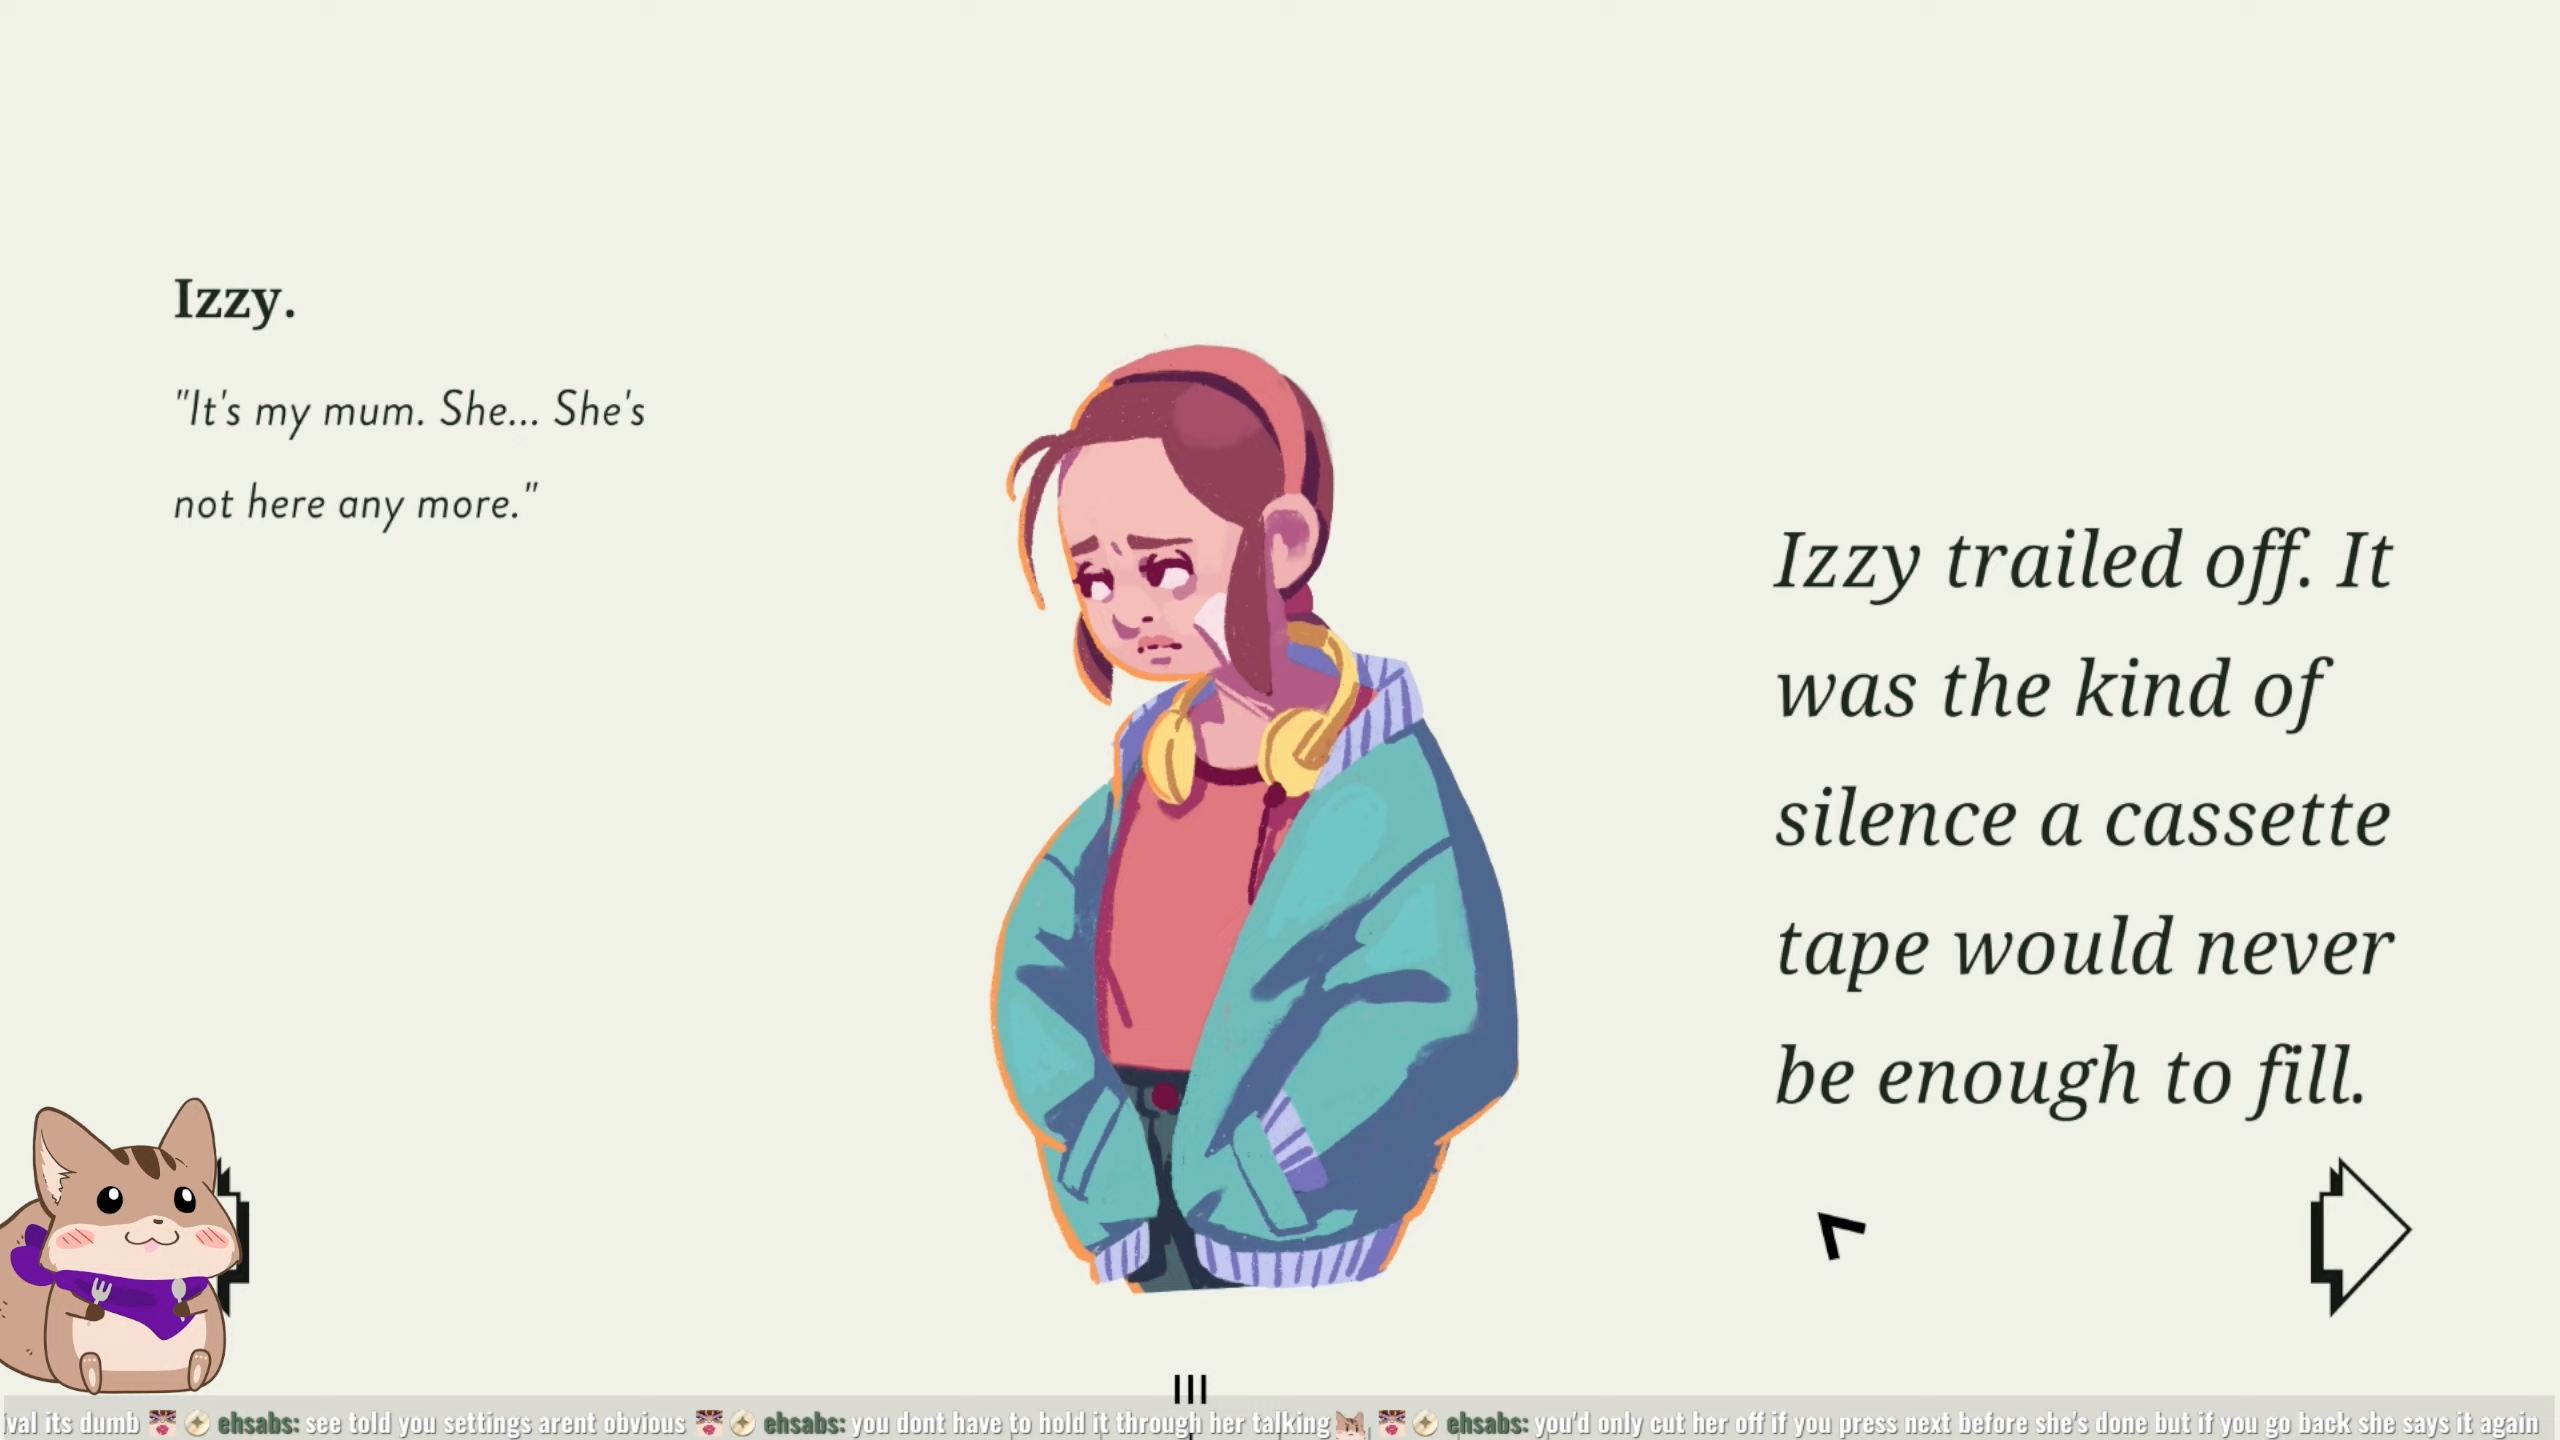 Izzy.
"It's my mum. She... She's
not here any more."
Izzy trailed off. It
was the kind of
silence a cassette
tape would never
be enough to fill.
ival its dumb ehsabs: see told you settings arent obvious ehsabs: you dont have to hold it through her talking ehsabs: you'd only cut her off if you press next before she's done but if you go back she says it again